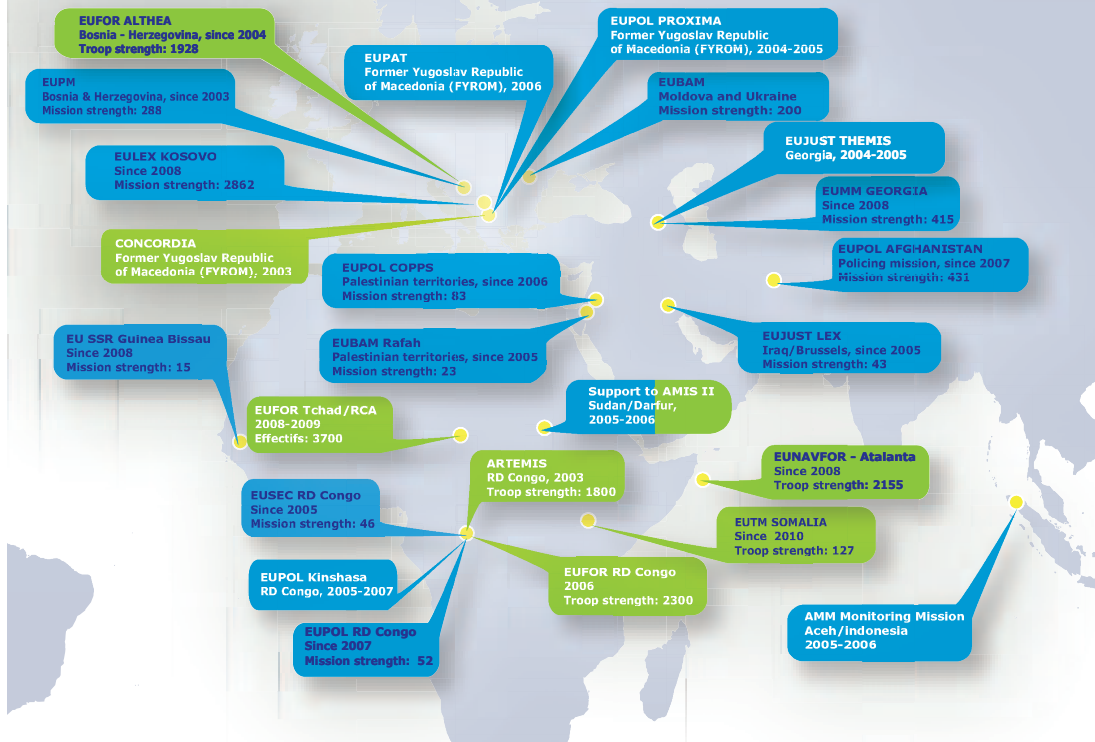 EUFOR ALTHEA
Bosnia - Herzegovina, since 2004
Troop strength: 1928
EUPOL PROXIMA
Former Yugoslav Republic
of Macedonia (FYROM), 2004-2005
EUPAT
Former Yugoslav Republic
of Macedonia (FYROM), 2006
EUPM
Bosnia & Herzegovina, since 2003
Mission strength: 288
EUBAM
Moldova and Ukraine
Mission strength: 200
EUJUST THEMIS
Georgia, 2004-2005
EULEX KOSOVO
Since 2008
Mission strength: 2862
EUMM GEORGIA
Since 2008
Mission strength: 415
CONCORDIA
Former Yugoslav Republic
of Macedonia (FYROM), 2003
EUPOL AFGHANISTAN
Policing mission, since 2007
Mission strength: 431
EUPOL COPPS
Palestinian territories, since 2006
Mission strength: 83
EU SSR Guinea Bissau
Since 2008
Mission strength: 15
EUBAM Rafah
Palestinian territories, since 2005
Mission strength: 23
EUJUST LEX
Iraq/Brussels, since 2005
Mission strength: 43
Support to AMIS II
Sudan/Darfur,
2005-2006
EUFOR Tchad/RCA
2008-2009
Effectifs: 3700
ARTEMIS
RD Congo, 2003
Troop strength: 1800
EUNAVFOR - Atalanta
Since 2008
Troop strength: 2155
EUSEC RD Congo
Since 2005
Mission strength: 46
EUTM SOMALIA
Since 2010
Troop strength: 127
EUPOL Kinshasa
RD Congo, 2005-2007
EUFOR RD Congo
2006
Troop strength: 2300
EUPOL RD Congo
Since 2007
Mission strength: 52
AMM Monitoring Mission
Aceh/indonesia
2005-2006